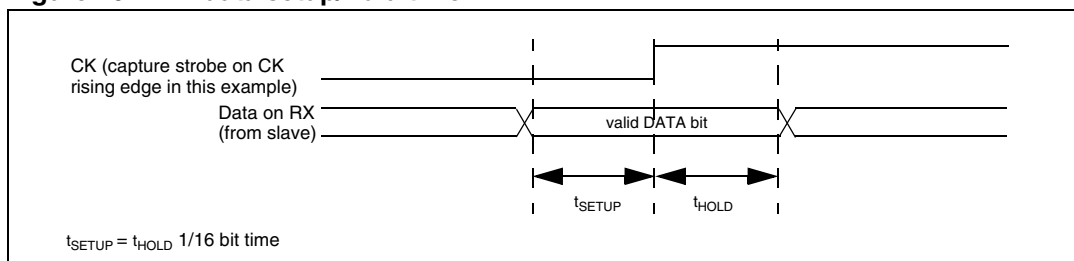 CK (capture strobe on CK
rising edge in this example)
Data on RX
(from slave)
valid DATA bit
tSETUP
tHOLD
tSETUP = tHOLD 1/16 bit time